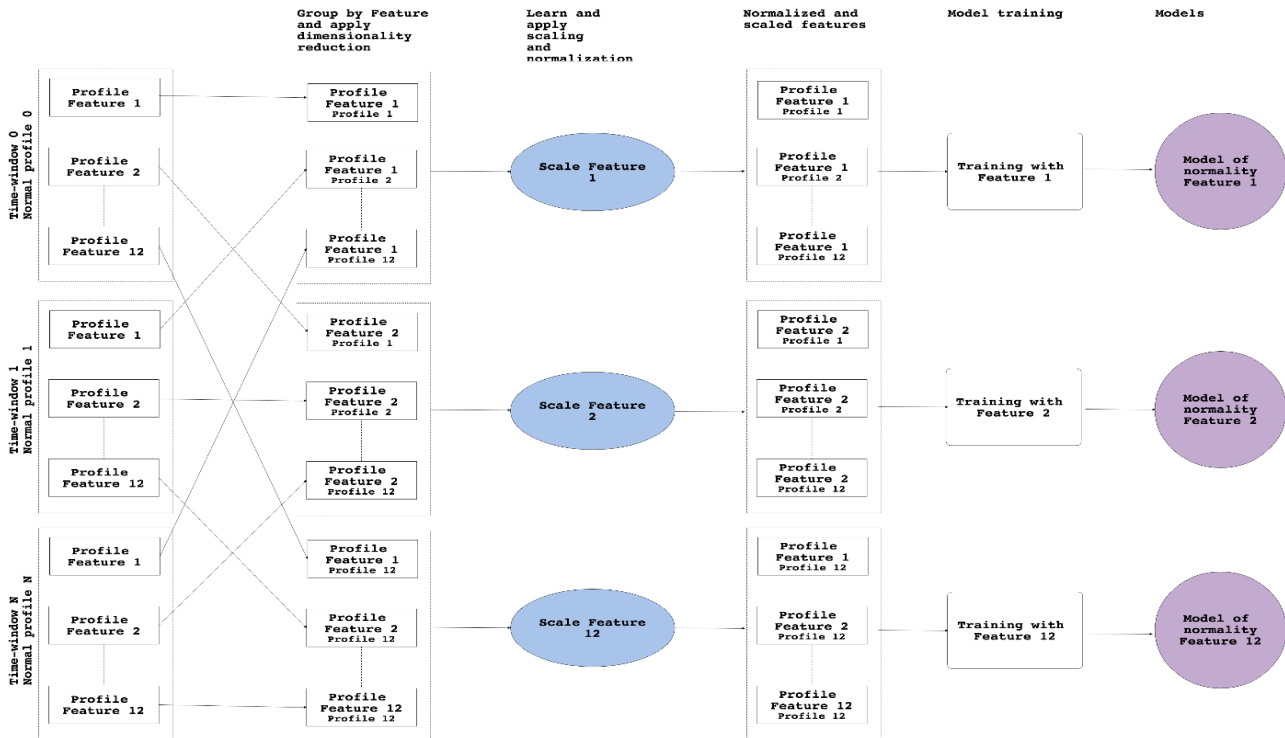 Group by Feature
and apply
dimensionality
reduction
Learn and
apply
scaling
and
normalization
Normalized and
scaled features
Model training
Models
Time-window 0
Normal profile 0
Profile
Feature 1
Profile
Feature 2
Profile
Feature 12
Profile
Feature 1
Profile 1
Profile
Feature 1
Profile 2
Profile
Feature 1
Profile 12
Scale Feature
1
Profile
Feature 1
Profile 1
Profile
Feature 1
Profile 2
Profile
Feature 1
Profile 12
Training with
Feature 1
Model of
normality
Feature 1
Time-window 1
Normal profile 1
Profile
Feature 1
Profile
Feature 2
Profile
Feature 12
Profile
Feature 2
Profile 1
Profile
Feature 2
Profile 2
Profile
Feature 2
Profile 12
Scale Feature
2
Profile
Feature 2
Profile 1
Profile
Feature 2
Profile 2
Profile
Feature 2
Profile 12
Training with
Feature 2
Model of
normality
Feature 2
Time-window N
Normal profile N
Profile
Feature 1
Profile
Feature 2
Profile
Feature 12
Profile
Feature 1
Profile 12
Profile
Feature 2
Profile 12
Profile
Feature 12
Profile 12
Scale Feature
12
Profile
Feature 1
Profile 12
Profile
Feature 2
Profile 12
Profile
Feature 12
Profile 12
Training with
Feature 12
Model of
normality
Feature 12